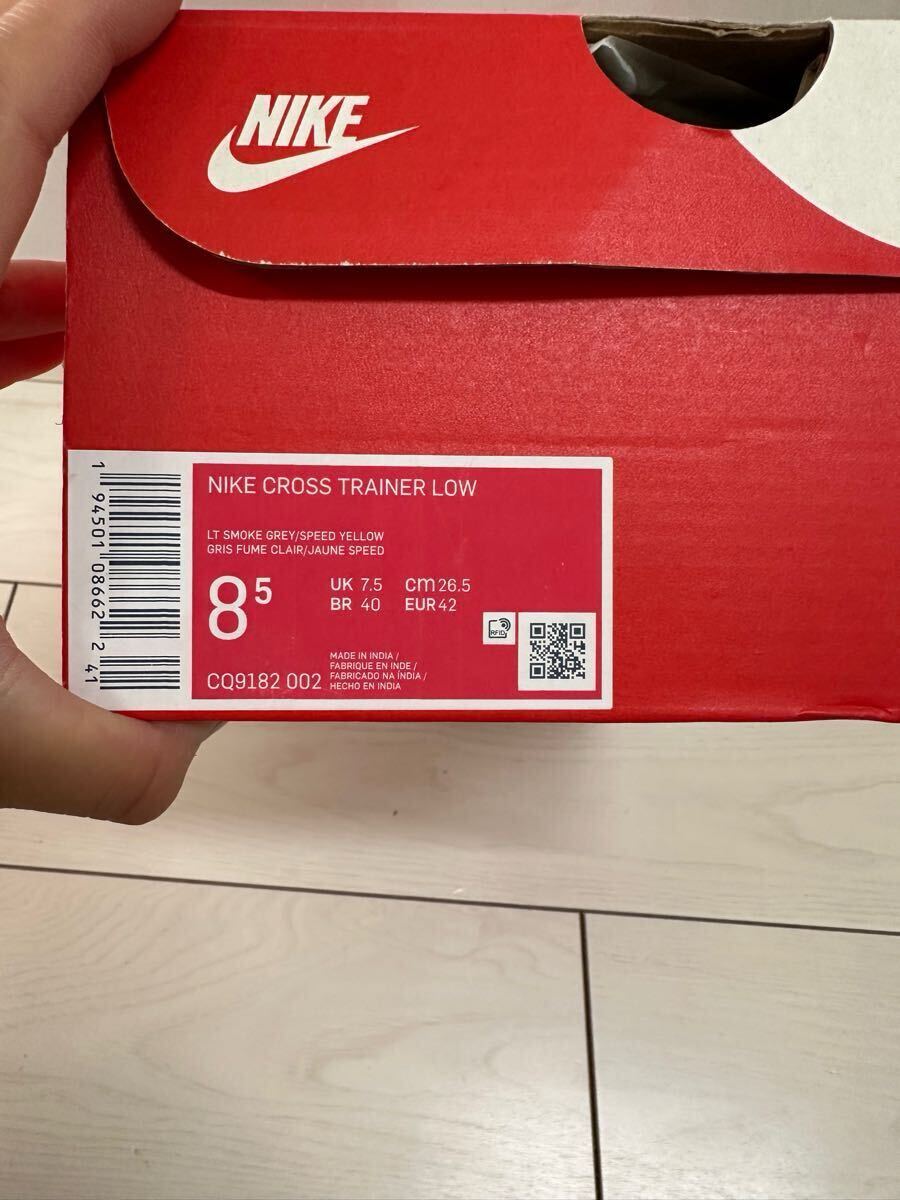 NIKE
NIKE CROSS TRAINER LOW
LT SMOKE GREY/SPEED YELLOW
GRIS FUME CLAIR/JAUNE SPEED
8⁵
UK 7.5 cm 26.5
BR 40 EUR 42
RFID
CQ9182 002
MADE IN INDIA /
FABRIQUE EN INDE /
FABRICADO NA ÍNDIA /
HECHO EN INDIA
1 94501 08662 2 41